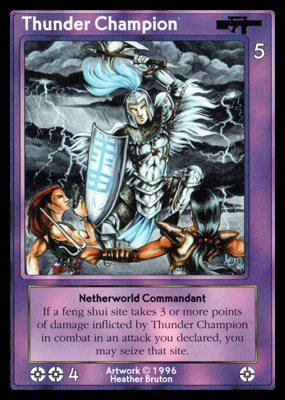 Thunder Champion
5
Netherworld Commandant
If a feng shui site takes 3 or more points
of damage inflicted by Thunder Champion
in combat in an attack you declared, you
may seize that site.
4
Artwork © 1996
Heather Bruton